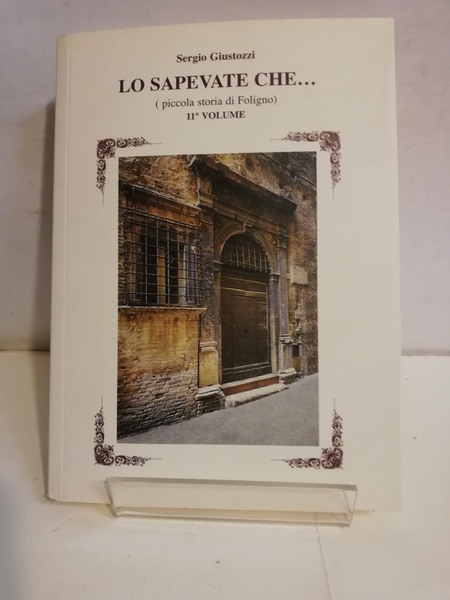 Sergio Giustozzi
LO SAPEVATE CHE...
( piccola storia di Foligno)
11° VOLUME